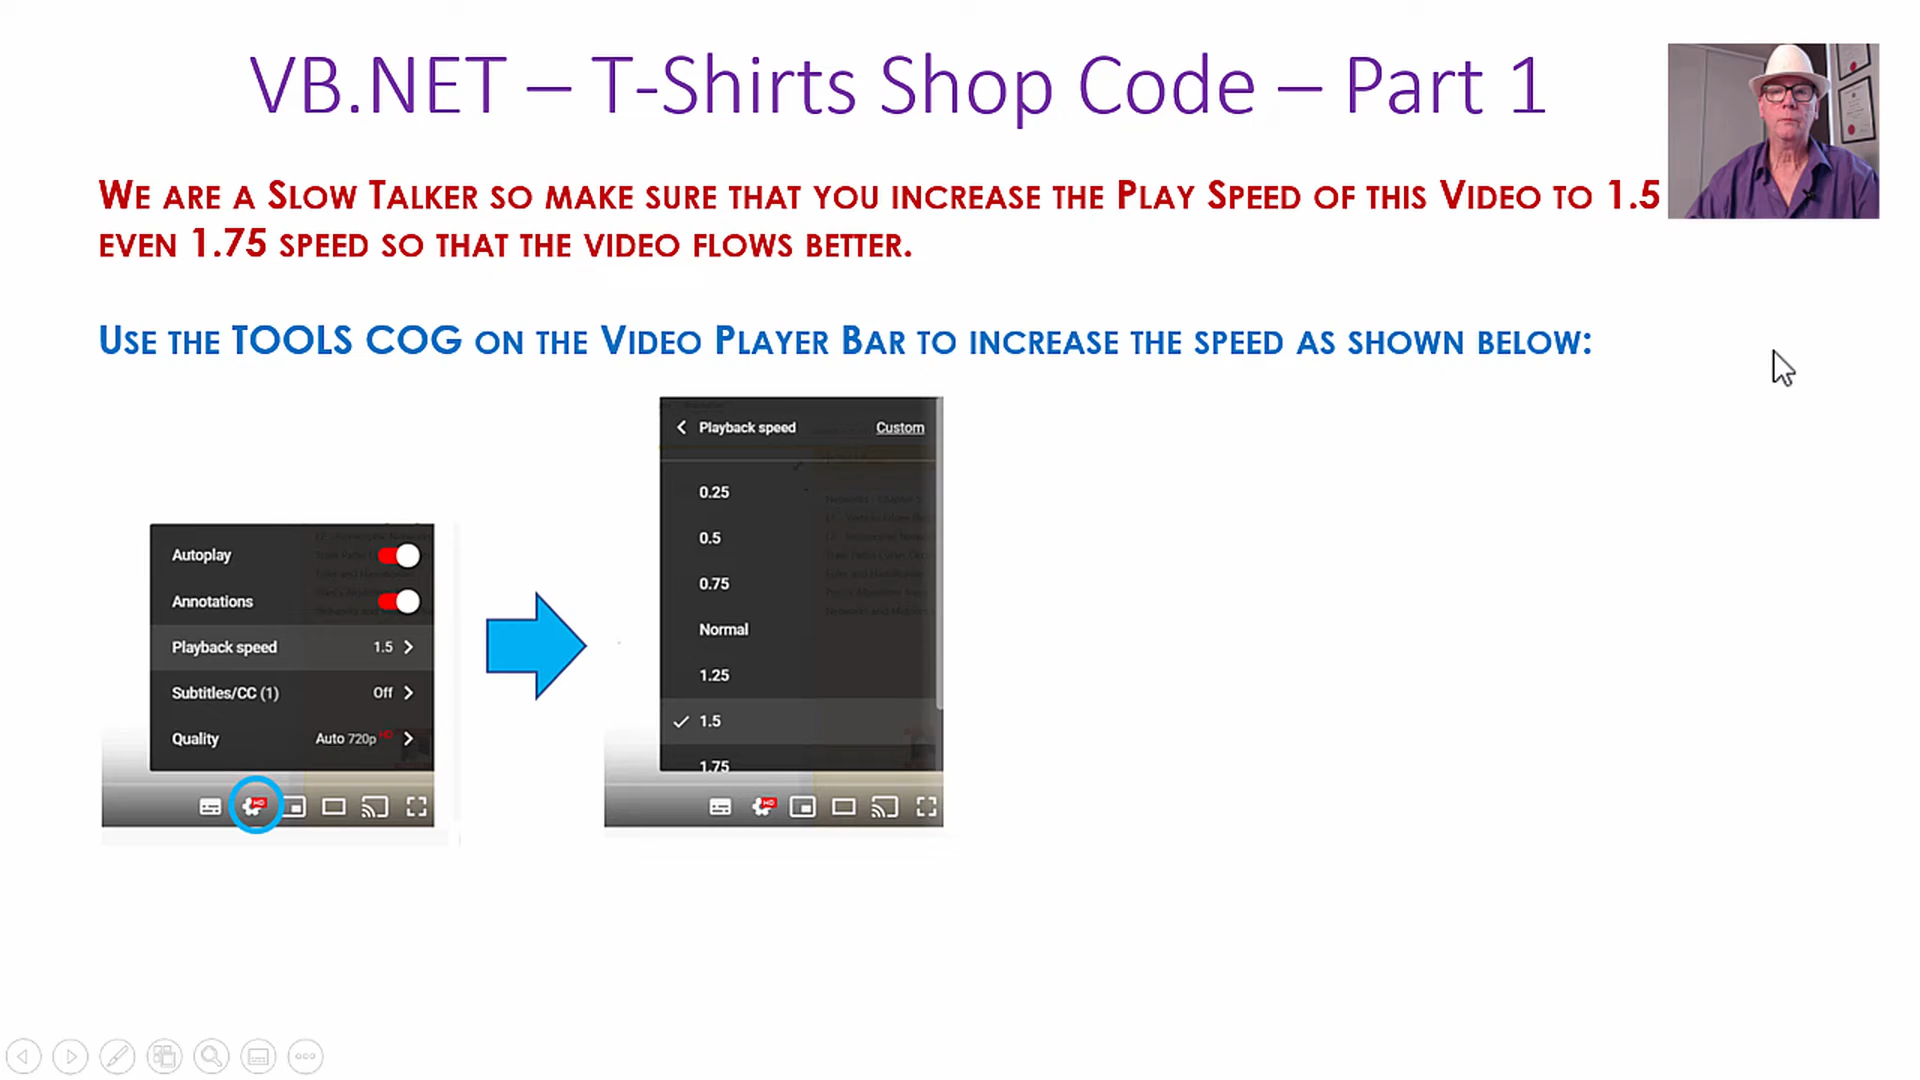 VB.NET – T-Shirts Shop Code – Part 1
We are a Slow Talker so make sure that you increase the Play Speed of this Video to 1.5
even 1.75 speed so that the video flows better.
Use the TOOLS COG on the Video Player Bar to increase the speed as shown below:
Autoplay
Annotations
Playback speed 1.5
Subtitles/CC (1) Off
Quality Auto 720p HD
HD
Playback speed Custom
0.25
0.5
0.75
Normal
1.25
1.5
1.75
HD